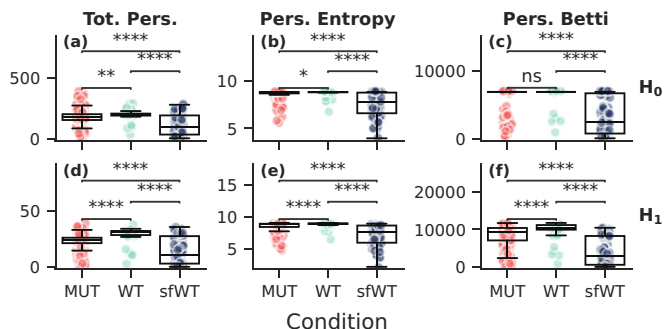 Tot. Pers. Pers. Entropy Pers. Betti
(a) **** **** **
500
0
(b) **** **** *
9
5
(c) **** **** ns
10000
0
H₀
(d) **** **** ****
50
0
(e) **** **** ****
15
10
5
(f) **** **** ****
20000
10000
0
H₁
MUT WT sfWT MUT WT sfWT MUT WT sfWT
Condition